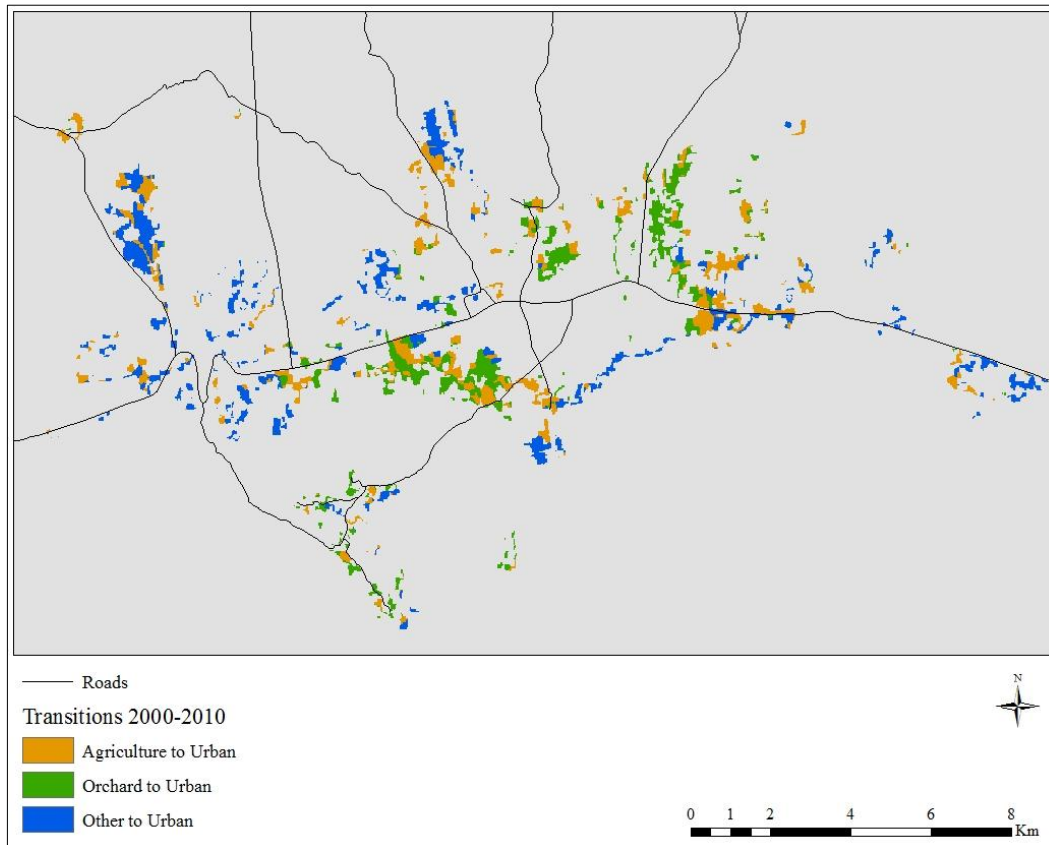 N
Roads
Transitions 2000-2010
Agriculture to Urban
Orchard to Urban
Other to Urban
0 1 2 4 6 8
Km